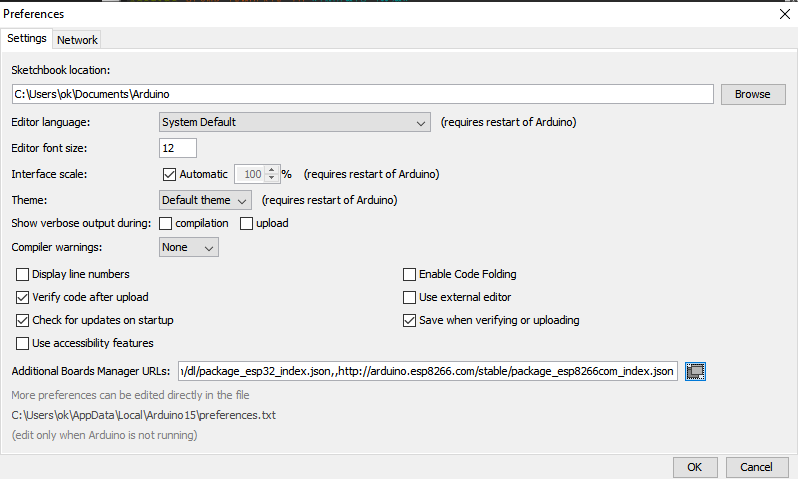 Preferences
Settings Network
Sketchbook location:
C:\Users\ok\Documents\Arduino Browse
Editor language: System Default (requires restart of Arduino)
Editor font size: 12
Interface scale: Automatic 100 % (requires restart of Arduino)
Theme: Default theme (requires restart of Arduino)
Show verbose output during: compilation upload
Compiler warnings: None
Display line numbers Enable Code Folding
Verify code after upload Use external editor
Check for updates on startup Save when verifying or uploading
Use accessibility features
Additional Boards Manager URLs: /dl/package_esp32_index.json,,http://arduino.esp8266.com/stable/package_esp8266com_index.json
More preferences can be edited directly in the file
C:\Users\ok\AppData\Local\Arduino15\preferences.txt
(edit only when Arduino is not running)
OK Cancel